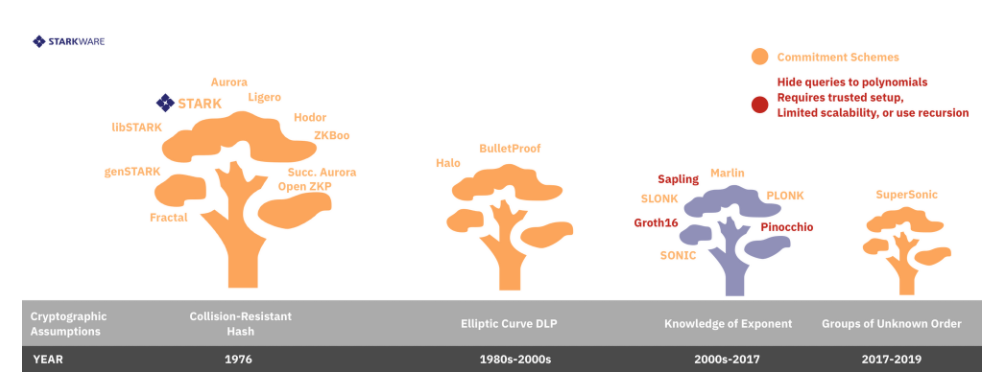 STARKWARE
Commitment Schemes
Hide queries to polynomials
Requires trusted setup,
Limited scalability, or use recursion
Aurora
Ligero
STARK
Hodor
libSTARK
ZKBoo
genSTARK
Succ. Aurora
Open ZKP
Fractal
BulletProof
Halo
Marlin
Sapling
SLONK
PLONK
Groth16
Pinocchio
SONIC
SuperSonic
Cryptographic
Assumptions
Collision-Resistant
Hash
Elliptic Curve DLP
Knowledge of Exponent
Groups of Unknown Order
YEAR
1976
1980s-2000s
2000s-2017
2017-2019